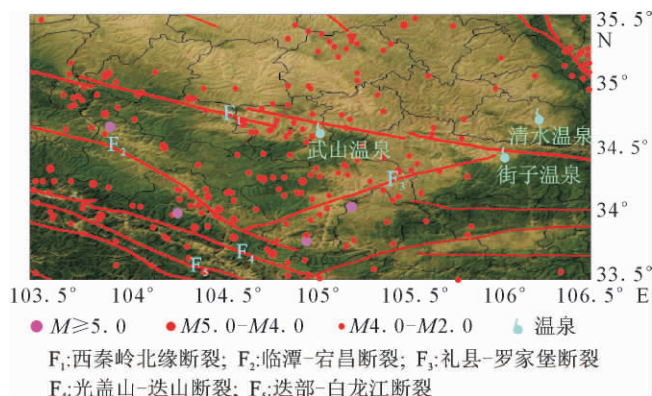 35.5°
N
35°
34.5°
34°
33.5°
F₁
F₂
武山温泉
清水温泉
街子温泉
F₃
F₄
F₅
103.5° 104° 104.5° 105° 105.5° 106° 106.5° E
M≥5.0 M5.0-M4.0 M4.0-M2.0 温泉
F₁:西秦岭北缘断裂; F₂:临潭-宕昌断裂; F₃:礼县-罗家堡断裂
F₄:光盖山-迭山断裂; F₅:迭部-白龙江断裂